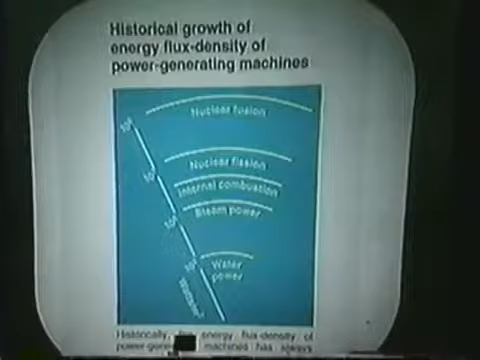 Historical growth of
energy flux-density of
power-generating machines
Nuclear fusion
Nuclear fission
Internal combustion
Steam power
Water
power
Historically, the energy flux-density of
machines has always